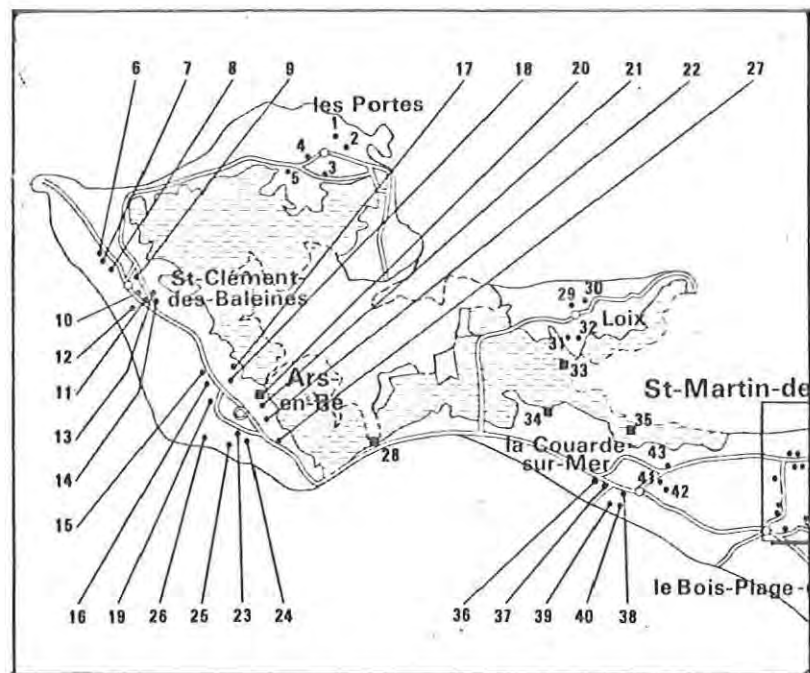 6 7 8 9 17 18 20 21 22 27
les Portes
1
2
4
3
5
St-Clément-
des-Baleines
10
12
11
13
14
15
29 30
Loix
31 32
33
Ars-
en-Ré
St-Martin-de
34
35
28
la Couarde
sur-Mer
43
41
42
le Bois-Plage-
16 19 26 25 23 24 36 37 39 40 38